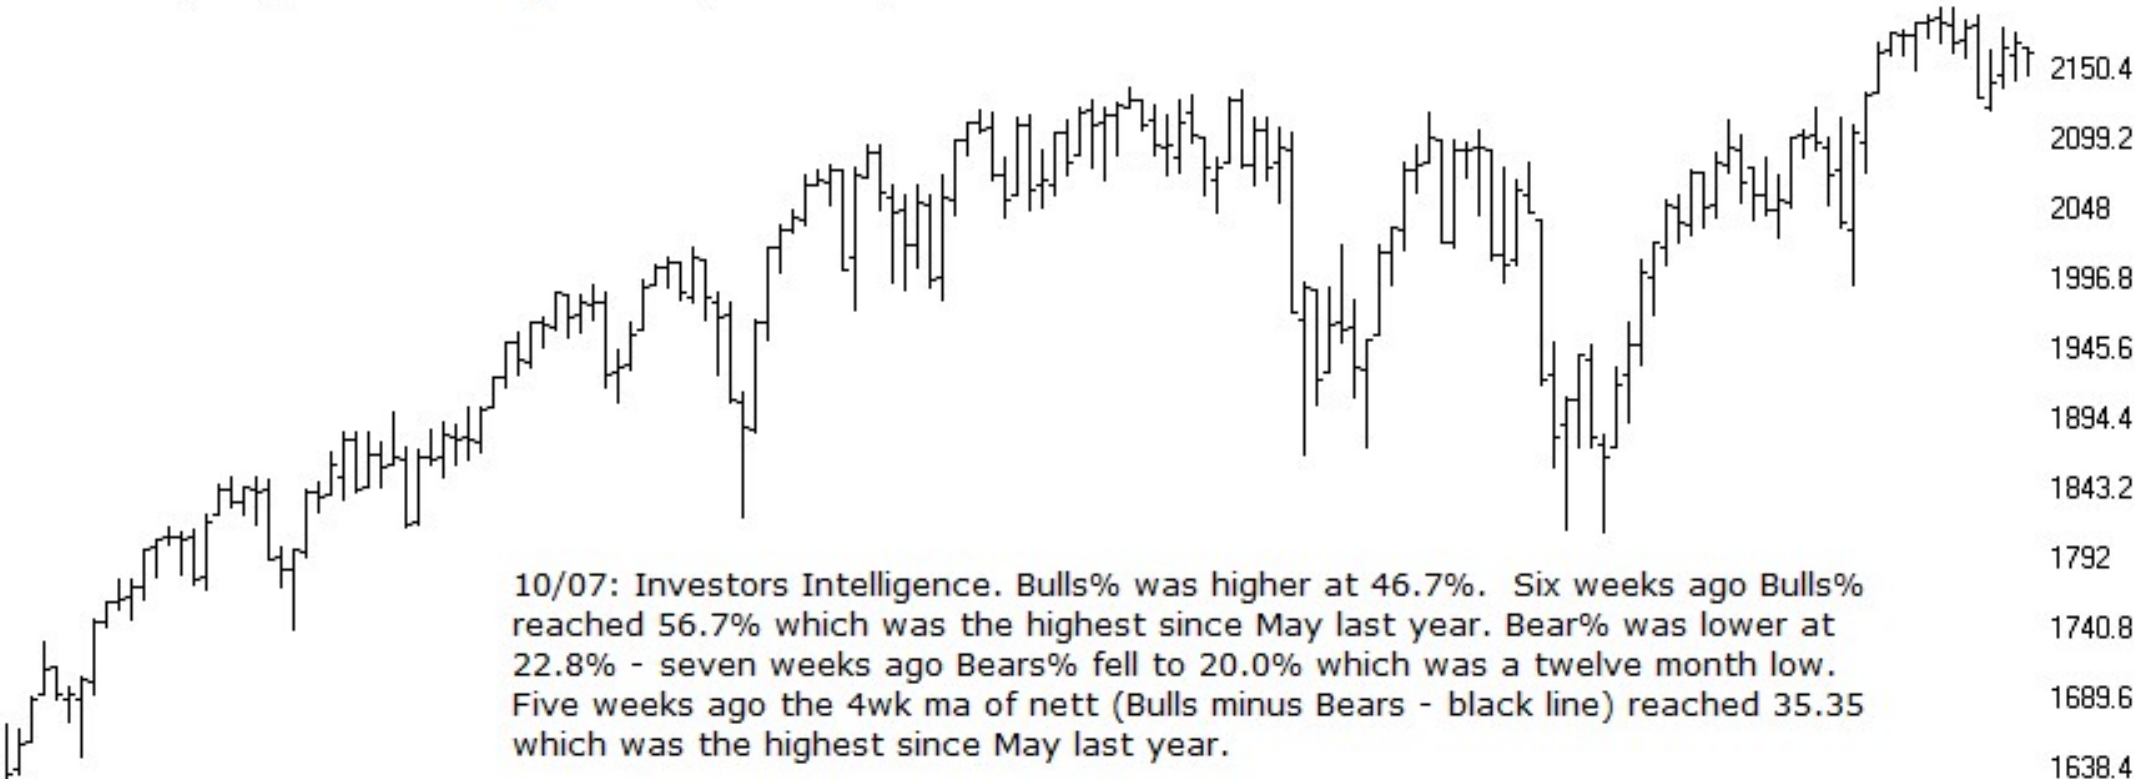 2150.4
2099.2
2048
1996.8
1945.6
1894.4
1843.2
1792
10/07: Investors Intelligence. Bulls% was higher at 46.7%.  Six weeks ago Bulls%
reached 56.7% which was the highest since May last year. Bear% was lower at
1740.8
22.8% - seven weeks ago Bears% fell to 20.0% which was a twelve month low.
Five weeks ago the 4wk ma of nett (Bulls minus Bears - black line) reached 35.35
1689.6
which was the highest since May last year.
1638.4